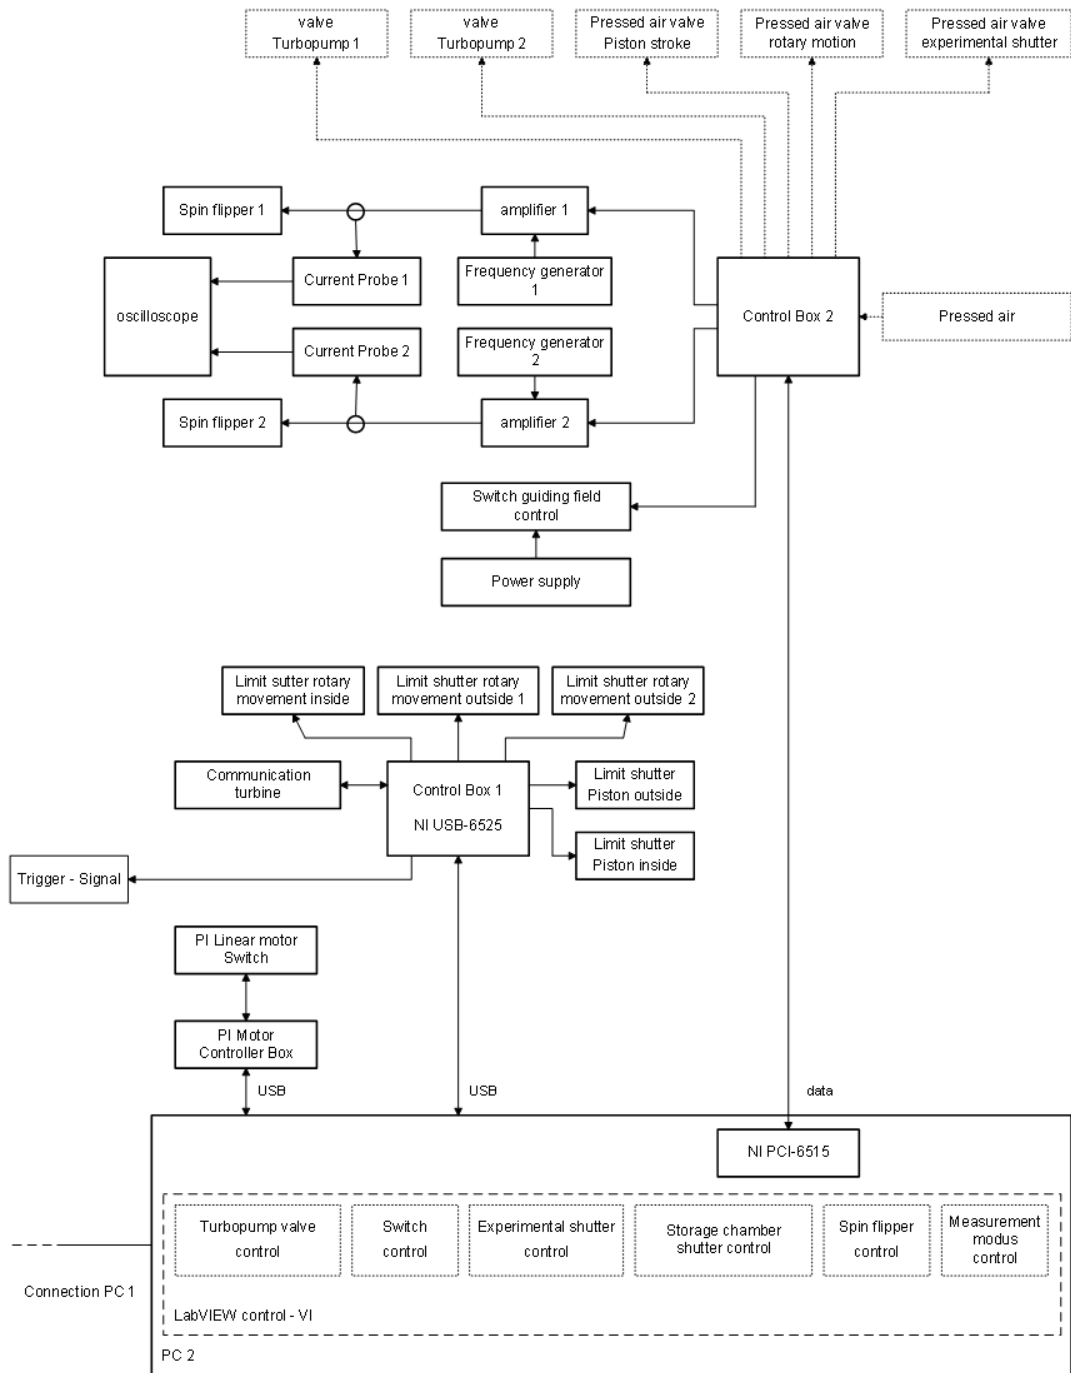 valve
Turbopump 1
valve
Turbopump 2
Pressed air valve
Piston stroke
Pressed air valve
rotary motion
Pressed air valve
experimental shutter
Spin flipper 1
amplifier 1
Current Probe 1
Frequency generator
1
oscilloscope
Control Box 2
Pressed air
Current Probe 2
Frequency generator
2
Spin flipper 2
amplifier 2
Switch guiding field
control
Power supply
Limit sutter rotary
movement inside
Limit shutter rotary
movement outside 1
Limit shutter rotary
movement outside 2
Communication
turbine
Control Box 1
NI USB-6525
Limit shutter
Piston outside
Limit shutter
Piston inside
Trigger - Signal
PI Linear motor
Switch
PI Motor
Controller Box
USB
USB
data
NI PCI-6515
Turbopump valve
control
Switch
control
Experimental shutter
control
Storage chamber
shutter control
Spin flipper
control
Measurement
modus
control
Connection PC 1
LabVIEW control - VI
PC 2